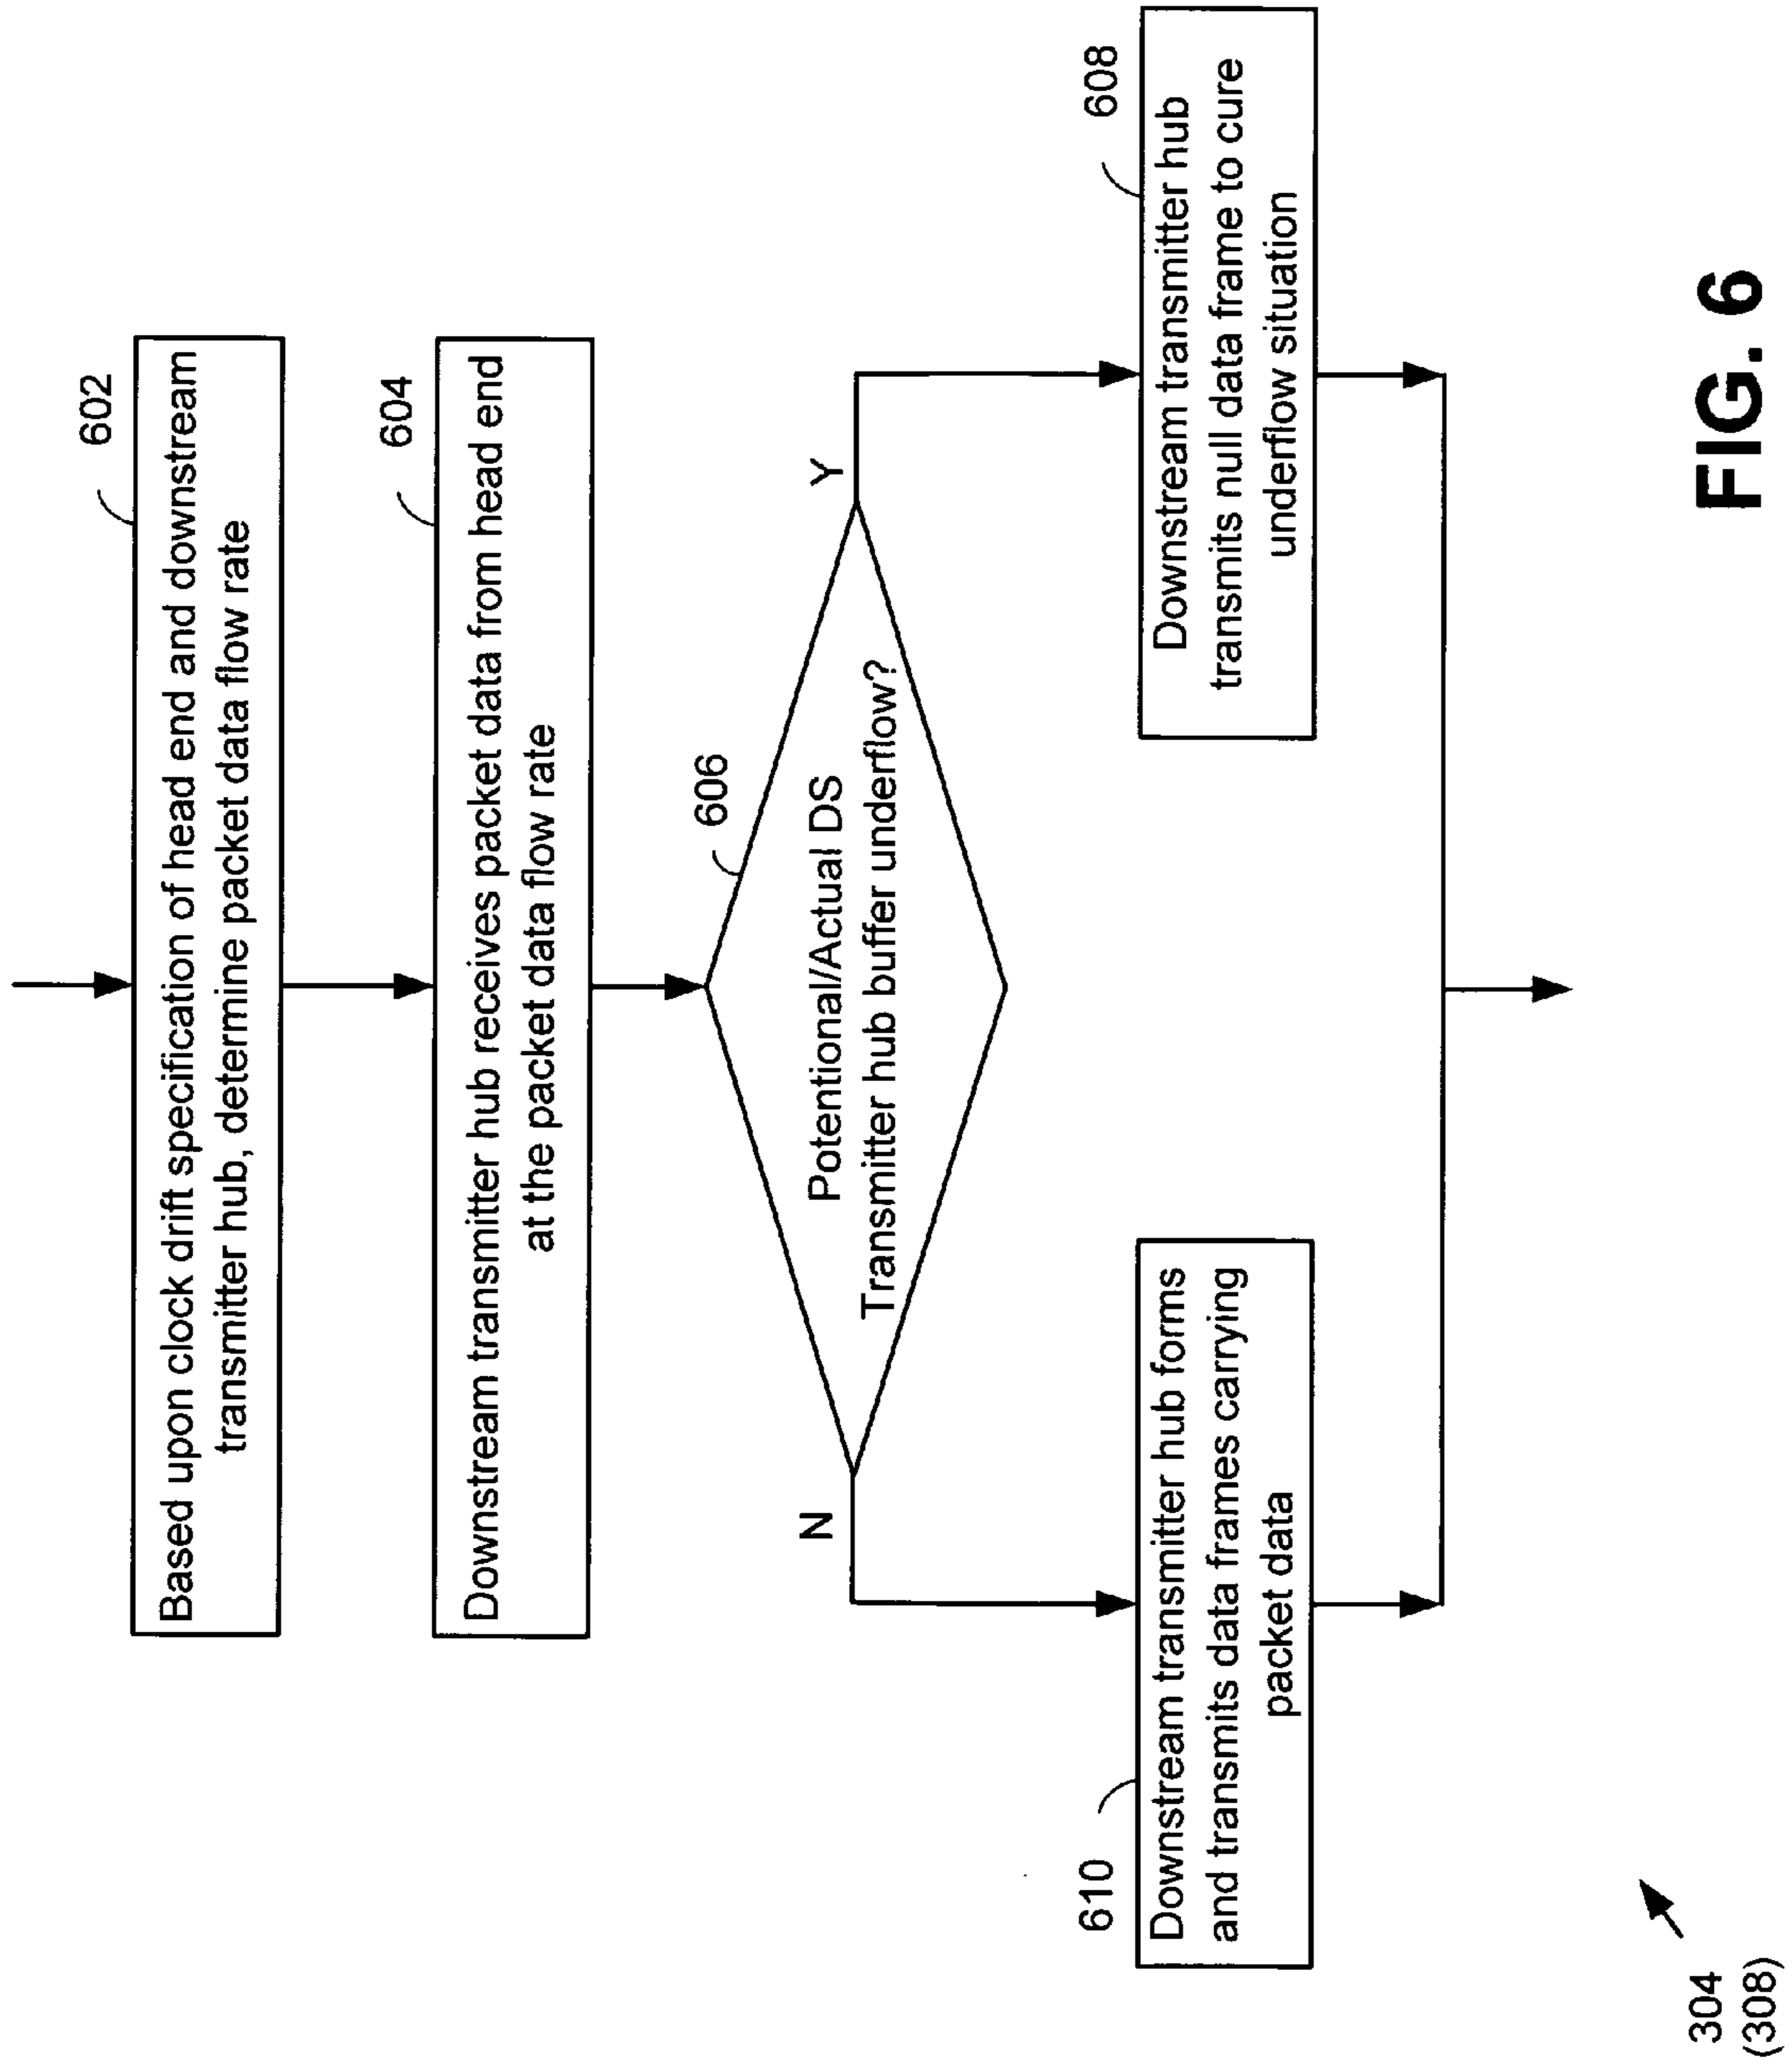 602
Based upon clock drift specification of head end and downstream
transmitter hub, determine packet data flow rate
604
Downstream transmitter hub receives packet data from head end
at the packet data flow rate
606
Potentional/Actual DS
Transmitter hub buffer underflow?
N
Y
610
Downstream transmitter hub forms
and transmits data frames carrying
packet data
608
Downstream transmitter hub
transmits null data frame to cure
underflow situation
304
(308)
FIG. 6